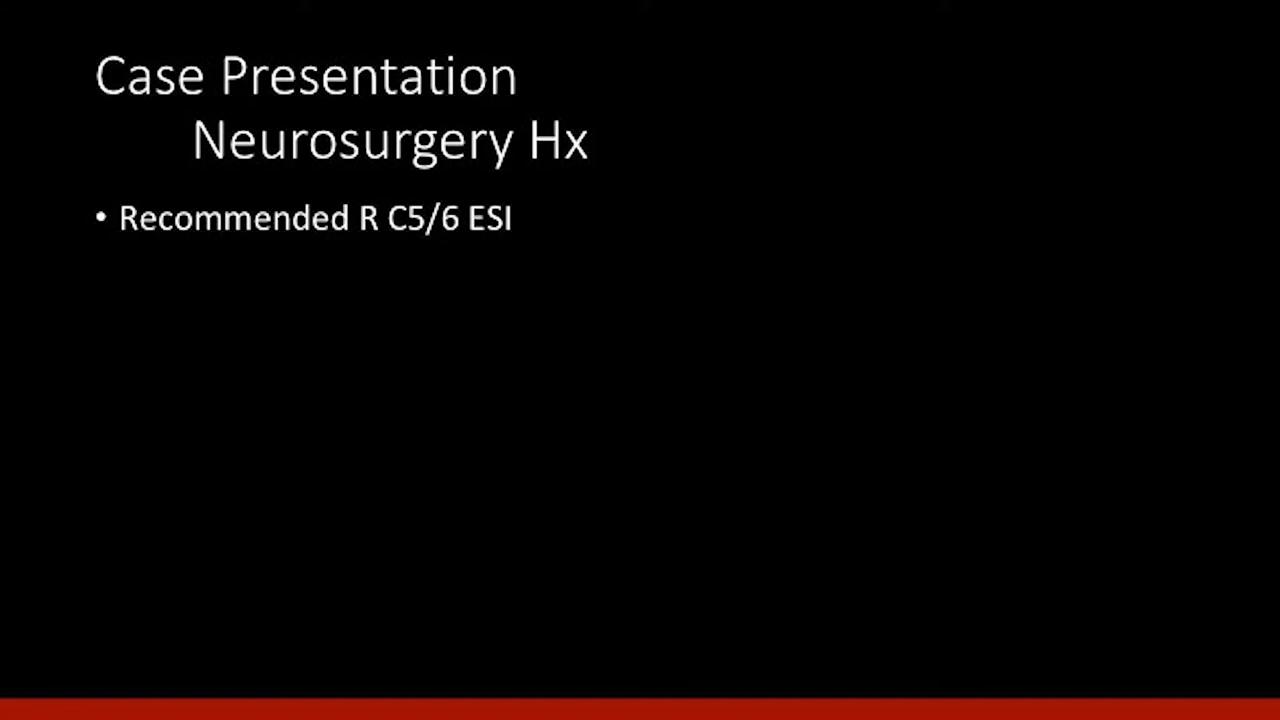 Case Presentation
Neurosurgery Hx
• Recommended R C5/6 ESI